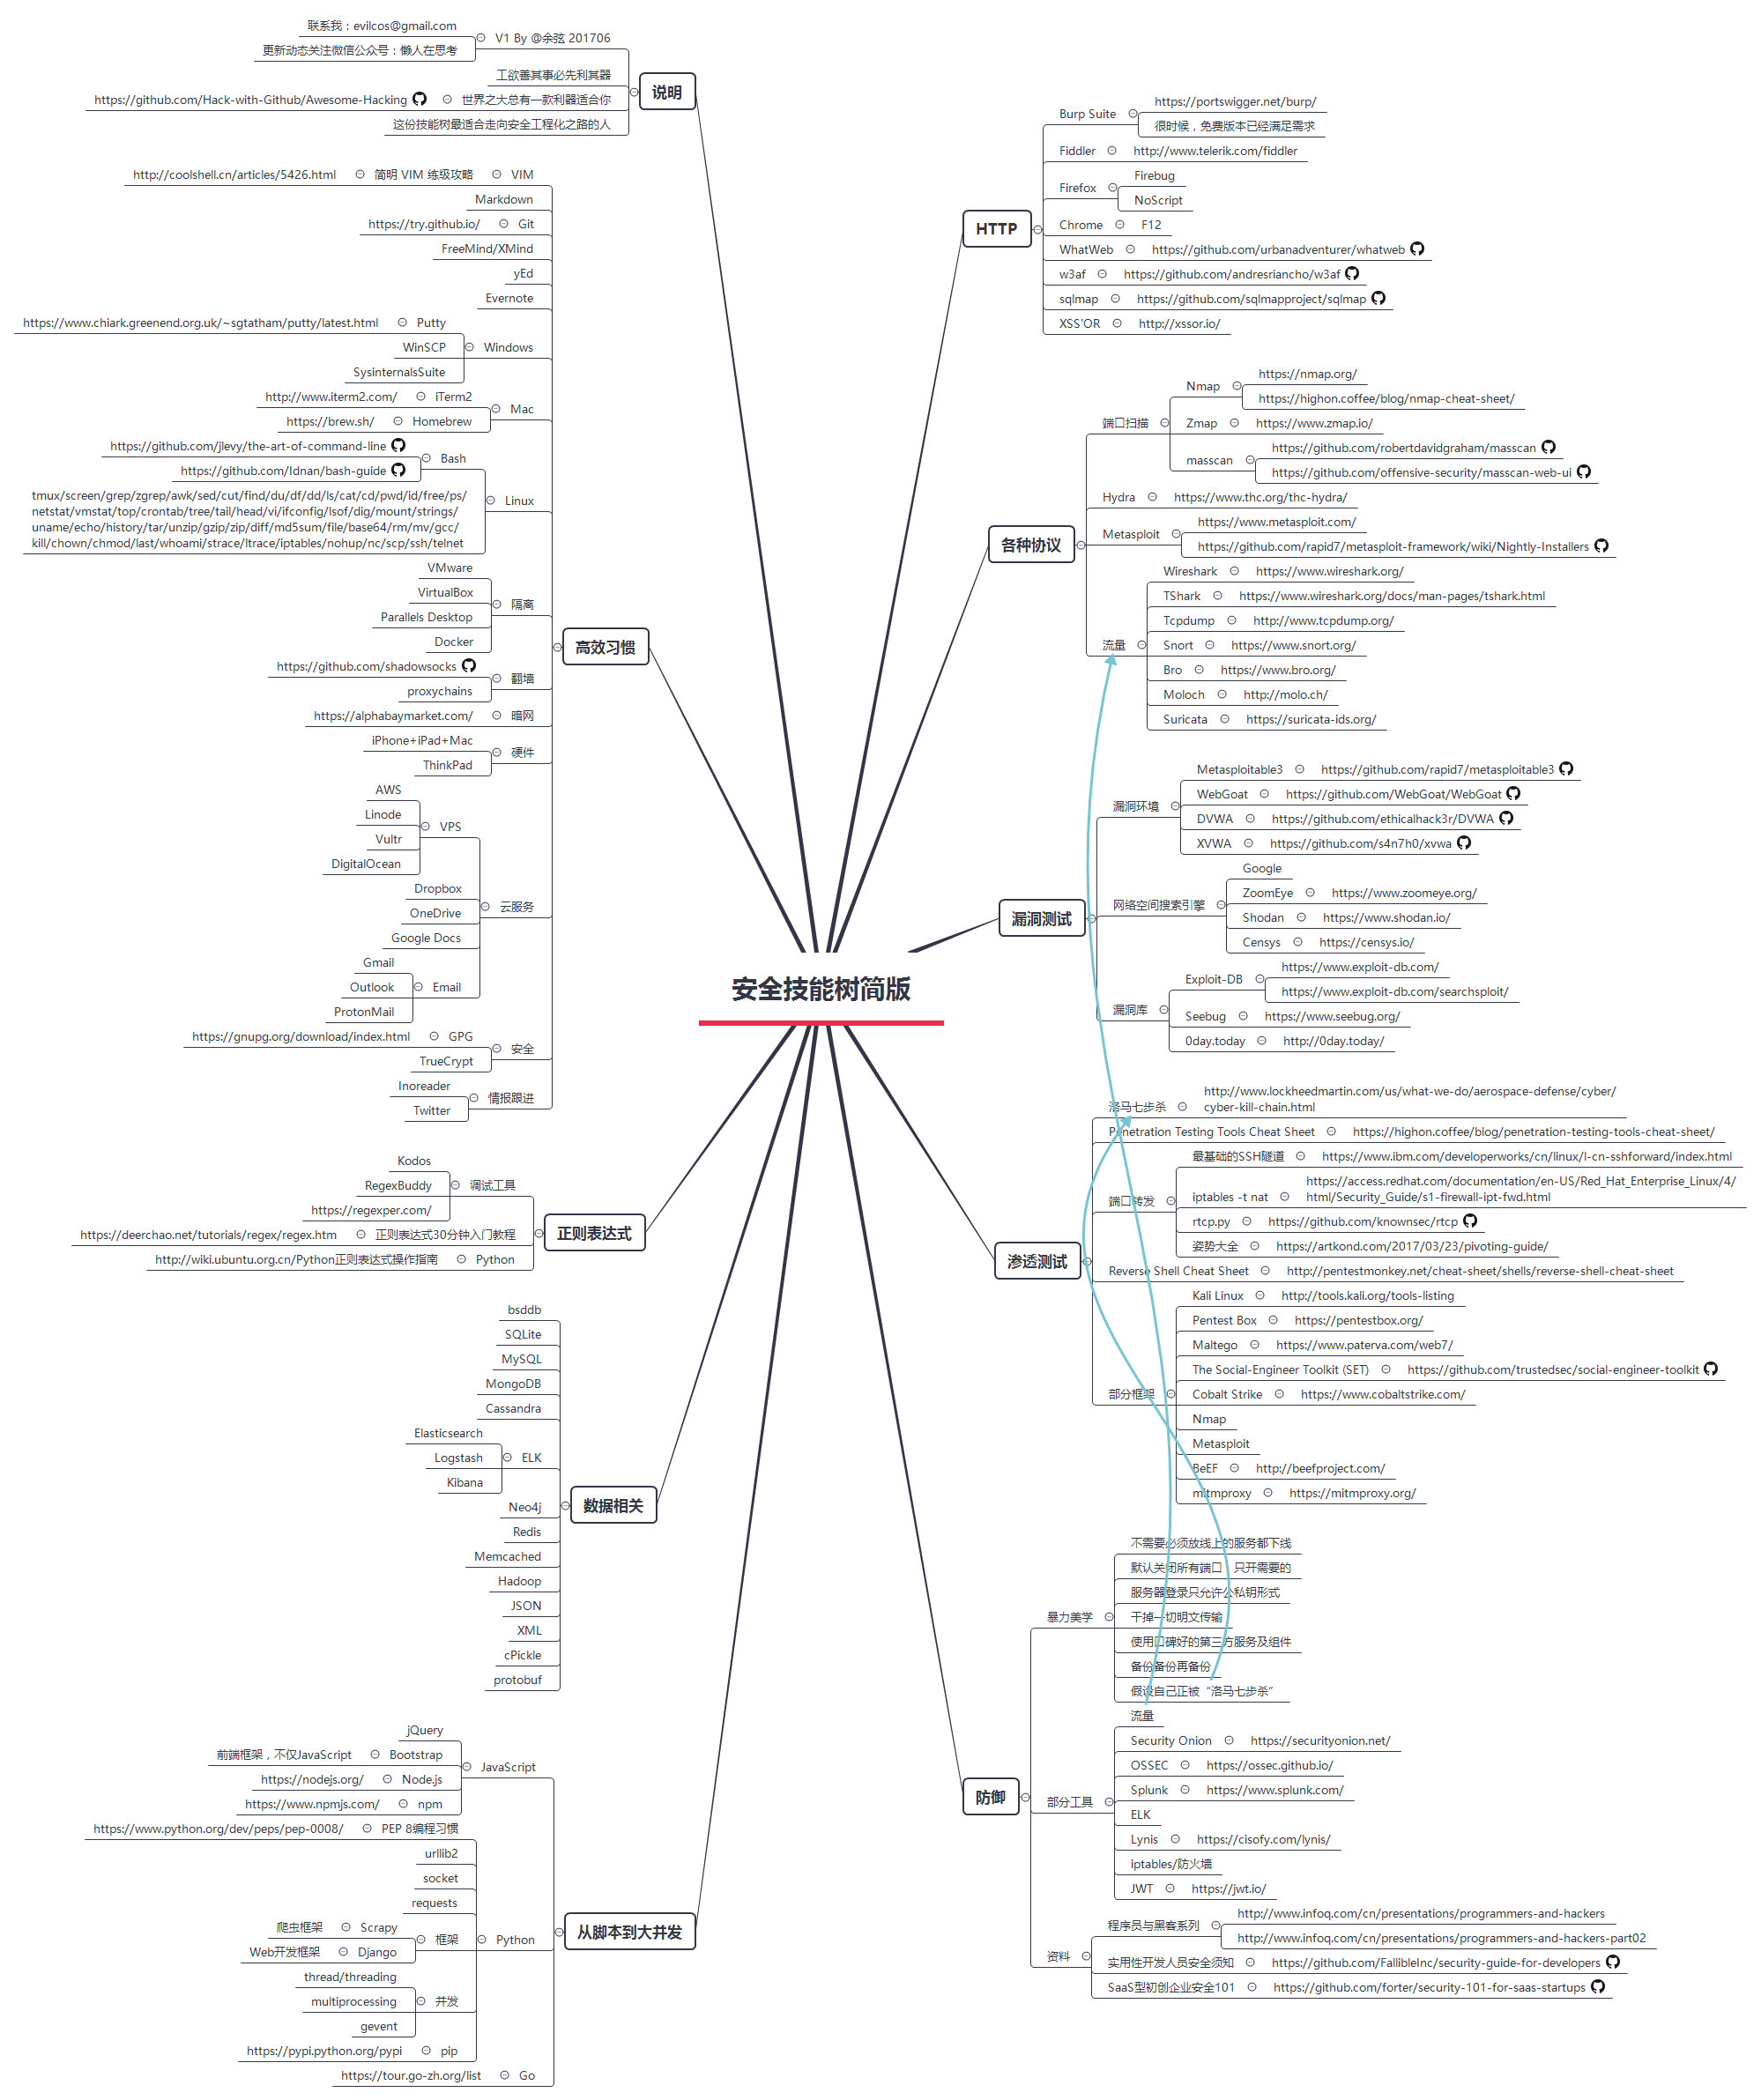 安全技能树简版
说明
V1 By @余弦 201706
联系我：evilcos@gmail.com
更新动态关注微信公众号：懒人在思考
工欲善其事必先利其器
世界之大总有一款利器适合你
https://github.com/Hack-with-Github/Awesome-Hacking
这份技能树最适合走向安全工程化之路的人
高效习惯
VIM
简明 VIM 练级攻略
http://coolshell.cn/articles/5426.html
Markdown
Git
https://try.github.io/
FreeMind/XMind
yEd
Evernote
Windows
Putty
https://www.chiark.greenend.org.uk/~sgtatham/putty/latest.html
WinSCP
SysinternalsSuite
Mac
iTerm2
http://www.iterm2.com/
Homebrew
https://brew.sh/
Linux
Bash
https://github.com/jlevy/the-art-of-command-line
https://github.com/Idnan/bash-guide
tmux/screen/grep/zgrep/awk/sed/cut/find/du/df/dd/ls/cat/cd/pwd/id/free/ps/
netstat/vmstat/top/crontab/tree/tail/head/vi/ifconfig/lsof/dig/mount/strings/
uname/echo/history/tar/unzip/gzip/zip/diff/md5sum/file/base64/rm/mv/gcc/
kill/chown/chmod/last/whoami/strace/ltrace/iptables/nohup/nc/scp/ssh/telnet
隔离
VMware
VirtualBox
Parallels Desktop
Docker
翻墙
https://github.com/shadowsocks
proxychains
暗网
https://alphabaymarket.com/
硬件
iPhone+iPad+Mac
ThinkPad
云服务
VPS
AWS
Linode
Vultr
DigitalOcean
Dropbox
OneDrive
Google Docs
Email
Gmail
Outlook
ProtonMail
安全
GPG
https://gnupg.org/download/index.html
TrueCrypt
情报跟进
Inoreader
Twitter
正则表达式
调试工具
Kodos
RegexBuddy
https://regexper.com/
正则表达式30分钟入门教程
https://deerchao.net/tutorials/regex/regex.htm
Python
http://wiki.ubuntu.org.cn/Python正则表达式操作指南
数据相关
bsddb
SQLite
MySQL
MongoDB
Cassandra
ELK
Elasticsearch
Logstash
Kibana
Neo4j
Redis
Memcached
Hadoop
JSON
XML
cPickle
protobuf
从脚本到大并发
JavaScript
jQuery
Bootstrap
前端框架，不仅JavaScript
Node.js
https://nodejs.org/
npm
https://www.npmjs.com/
Python
PEP 8编程习惯
https://www.python.org/dev/peps/pep-0008/
urllib2
socket
requests
框架
Scrapy
爬虫框架
Django
Web开发框架
并发
thread/threading
multiprocessing
gevent
pip
https://pypi.python.org/pypi
Go
https://tour.go-zh.org/list
HTTP
Burp Suite
https://portswigger.net/burp/
很时候，免费版本已经满足需求
Fiddler
http://www.telerik.com/fiddler
Firefox
Firebug
NoScript
Chrome
F12
WhatWeb
https://github.com/urbanadventurer/whatweb
w3af
https://github.com/andresriancho/w3af
sqlmap
https://github.com/sqlmapproject/sqlmap
XSS'OR
http://xssor.io/
各种协议
端口扫描
Nmap
https://nmap.org/
https://highon.coffee/blog/nmap-cheat-sheet/
Zmap
https://www.zmap.io/
masscan
https://github.com/robertdavidgraham/masscan
https://github.com/offensive-security/masscan-web-ui
Hydra
https://www.thc.org/thc-hydra/
Metasploit
https://www.metasploit.com/
https://github.com/rapid7/metasploit-framework/wiki/Nightly-Installers
流量
Wireshark
https://www.wireshark.org/
TShark
https://www.wireshark.org/docs/man-pages/tshark.html
Tcpdump
http://www.tcpdump.org/
Snort
https://www.snort.org/
Bro
https://www.bro.org/
Moloch
http://molo.ch/
Suricata
https://suricata-ids.org/
漏洞测试
漏洞环境
Metasploitable3
https://github.com/rapid7/metasploitable3
WebGoat
https://github.com/WebGoat/WebGoat
DVWA
https://github.com/ethicalhack3r/DVWA
XVWA
https://github.com/s4n7h0/xvwa
网络空间搜索引擎
Google
ZoomEye
https://www.zoomeye.org/
Shodan
https://www.shodan.io/
Censys
https://censys.io/
漏洞库
Exploit-DB
https://www.exploit-db.com/
https://www.exploit-db.com/searchsploit/
Seebug
https://www.seebug.org/
0day.today
http://0day.today/
渗透测试
洛马七步杀
http://www.lockheedmartin.com/us/what-we-do/aerospace-defense/cyber/
cyber-kill-chain.html
Penetration Testing Tools Cheat Sheet
https://highon.coffee/blog/penetration-testing-tools-cheat-sheet/
端口转发
最基础的SSH隧道
https://www.ibm.com/developerworks/cn/linux/l-cn-sshforward/index.html
iptables -t nat
https://access.redhat.com/documentation/en-US/Red_Hat_Enterprise_Linux/4/
html/Security_Guide/s1-firewall-ipt-fwd.html
rtcp.py
https://github.com/knownsec/rtcp
姿势大全
https://artkond.com/2017/03/23/pivoting-guide/
Reverse Shell Cheat Sheet
http://pentestmonkey.net/cheat-sheet/shells/reverse-shell-cheat-sheet
部分框架
Kali Linux
http://tools.kali.org/tools-listing
Pentest Box
https://pentestbox.org/
Maltego
https://www.paterva.com/web7/
The Social-Engineer Toolkit (SET)
https://github.com/trustedsec/social-engineer-toolkit
Cobalt Strike
https://www.cobaltstrike.com/
Nmap
Metasploit
BeEF
http://beefproject.com/
mitmproxy
https://mitmproxy.org/
防御
暴力美学
不需要必须放线上的服务都下线
默认关闭所有端口，只开需要的
服务器登录只允许公私钥形式
干掉一切明文传输
使用口碑好的第三方服务及组件
备份备份再备份
假设自己正被“洛马七步杀”
部分工具
流量
Security Onion
https://securityonion.net/
OSSEC
https://ossec.github.io/
Splunk
https://www.splunk.com/
ELK
Lynis
https://cisofy.com/lynis/
iptables/防火墙
JWT
https://jwt.io/
资料
程序员与黑客系列
http://www.infoq.com/cn/presentations/programmers-and-hackers
http://www.infoq.com/cn/presentations/programmers-and-hackers-part02
实用性开发人员安全须知
https://github.com/FallibleInc/security-guide-for-developers
SaaS型初创企业安全101
https://github.com/forter/security-101-for-saas-startups